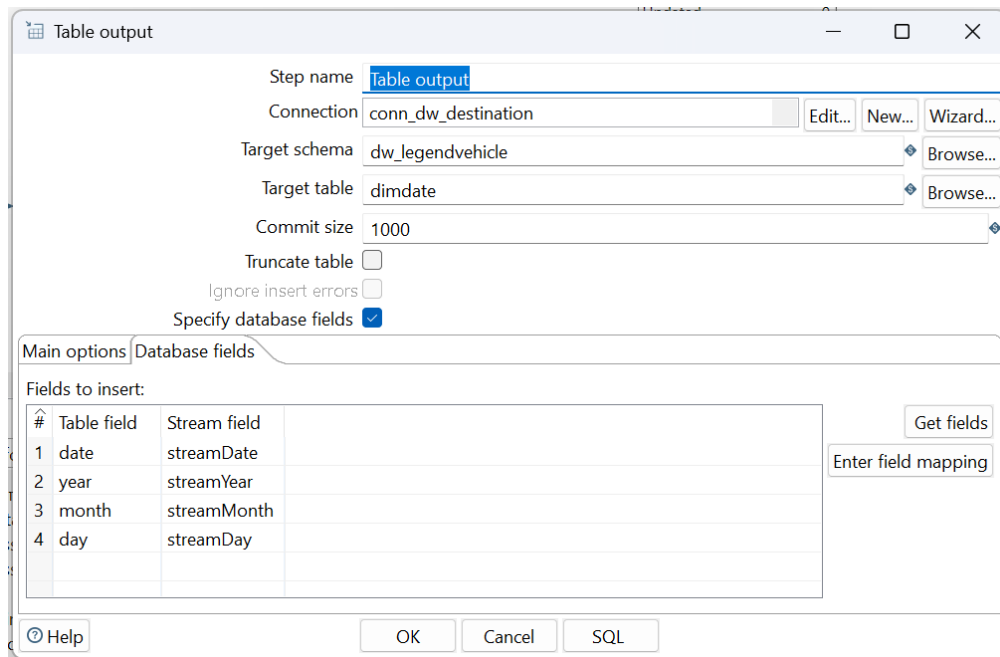 Table output
Step name Table output
Connection conn_dw_destination Edit... New... Wizard...
Target schema dw_legendvehicle Browse...
Target table dimdate Browse...
Commit size 1000
Truncate table
Ignore insert errors
Specify database fields
Main options Database fields
Fields to insert:
# Table field Stream field Get fields
1 date streamDate
Enter field mapping
2 year streamYear
3 month streamMonth
4 day streamDay
Help OK Cancel SQL